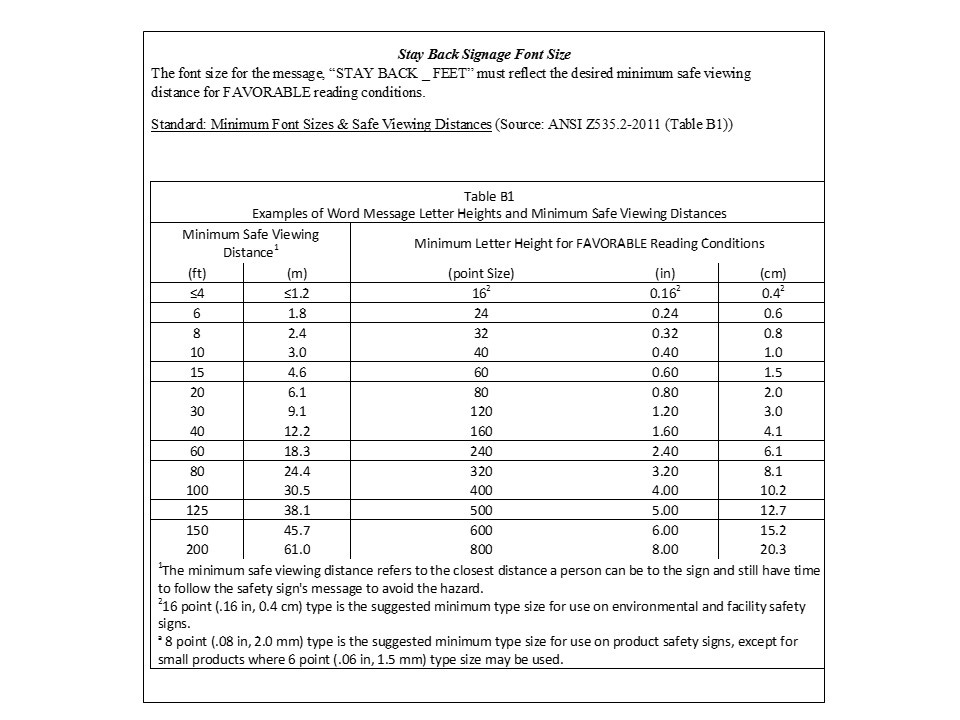 Stay Back Signage Font Size
The font size for the message, “STAY BACK _ FEET” must reflect the desired minimum safe viewing
distance for FAVORABLE reading conditions.
Standard: Minimum Font Sizes & Safe Viewing Distances (Source: ANSI Z535.2-2011 (Table B1))
Table B1
Examples of Word Message Letter Heights and Minimum Safe Viewing Distances
Minimum Safe Viewing
Distance¹
Minimum Letter Height for FAVORABLE Reading Conditions
(ft) (m) (point Size) (in) (cm)
≤4 ≤1.2 16² 0.16² 0.4²
6 1.8 24 0.24 0.6
8 2.4 32 0.32 0.8
10 3.0 40 0.40 1.0
15 4.6 60 0.60 1.5
20 6.1 80 0.80 2.0
30 9.1 120 1.20 3.0
40 12.2 160 1.60 4.1
60 18.3 240 2.40 6.1
80 24.4 320 3.20 8.1
100 30.5 400 4.00 10.2
125 38.1 500 5.00 12.7
150 45.7 600 6.00 15.2
200 61.0 800 8.00 20.3
¹The minimum safe viewing distance refers to the closest distance a person can be to the sign and still have time
to follow the safety sign's message to avoid the hazard.
²16 point (.16 in, 0.4 cm) type is the suggested minimum type size for use on environmental and facility safety
signs.
ᵃ 8 point (.08 in, 2.0 mm) type is the suggested minimum type size for use on product safety signs, except for
small products where 6 point (.06 in, 1.5 mm) type size may be used.